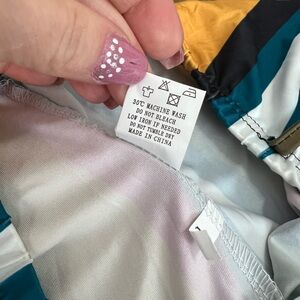 30°C MACHINE WASH
DO NOT BLEACH
LOW IRON IF NEEDED
DO NOT TUMBLE DRY
MADE IN CHINA